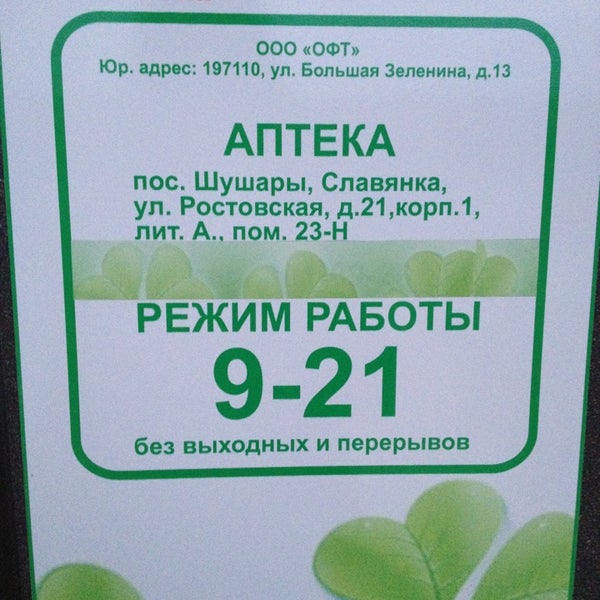 ООО «ОФТ»
Юр. адрес: 197110, ул. Большая Зеленина, д.13
АПТЕКА
пос. Шушары, Славянка,
ул. Ростовская, д.21,корп.1,
лит. А., пом. 23-Н
РЕЖИМ РАБОТЫ
9-21
без выходных и перерывов